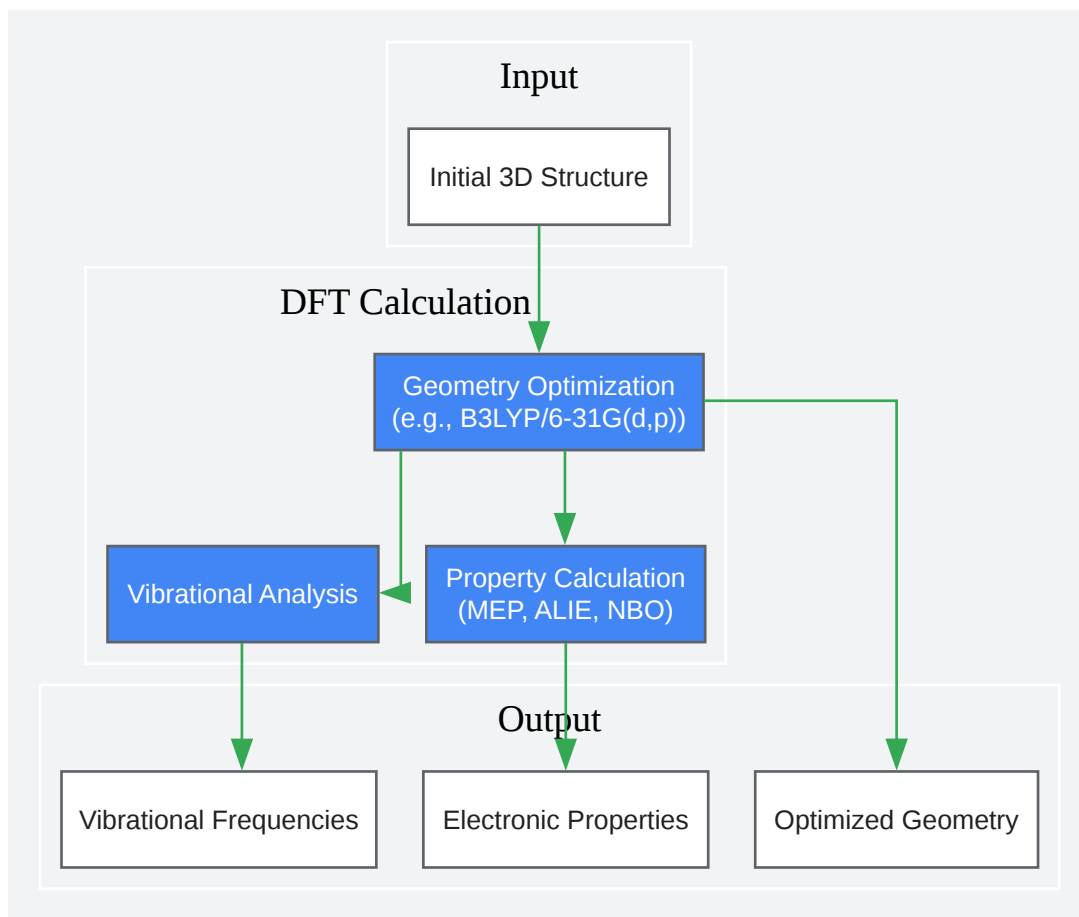 Input
Initial 3D Structure
DFT Calculation
Geometry Optimization
(e.g., B3LYP/6-31G(d,p))
Vibrational Analysis
Property Calculation
(MEP, ALIE, NBO)
Output
Vibrational Frequencies
Electronic Properties
Optimized Geometry